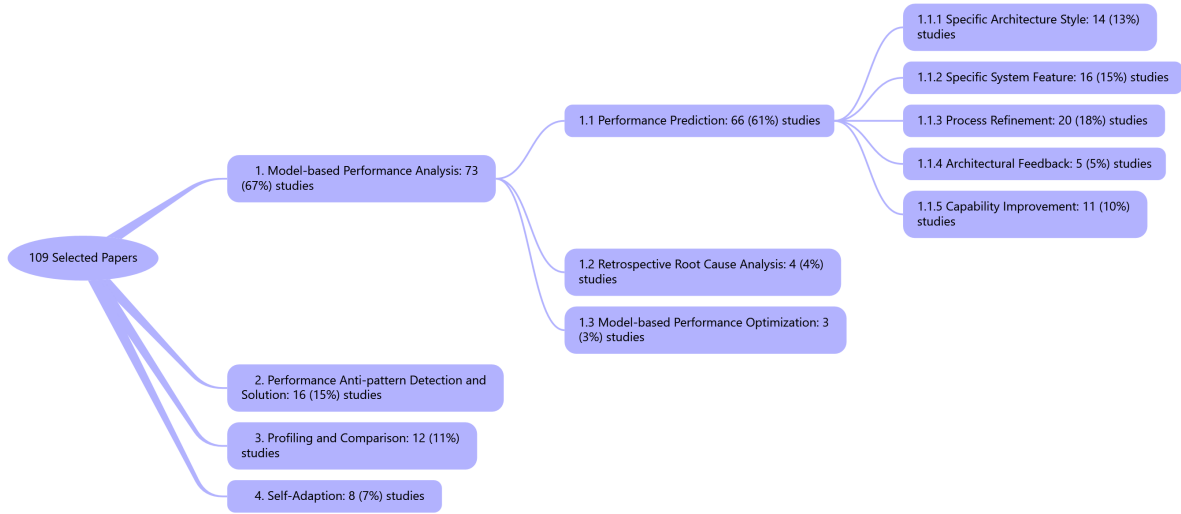 109 Selected Papers
1. Model-based Performance Analysis: 73
(67%) studies
1.1 Performance Prediction: 66 (61%) studies
1.1.1 Specific Architecture Style: 14 (13%)
studies
1.1.2 Specific System Feature: 16 (15%) studies
1.1.3 Process Refinement: 20 (18%) studies
1.1.4 Architectural Feedback: 5 (5%) studies
1.1.5 Capability Improvement: 11 (10%)
studies
1.2 Retrospective Root Cause Analysis: 4 (4%)
studies
1.3 Model-based Performance Optimization: 3
(3%) studies
2. Performance Anti-pattern Detection and
Solution: 16 (15%) studies
3. Profiling and Comparison: 12 (11%)
studies
4. Self-Adaption: 8 (7%) studies